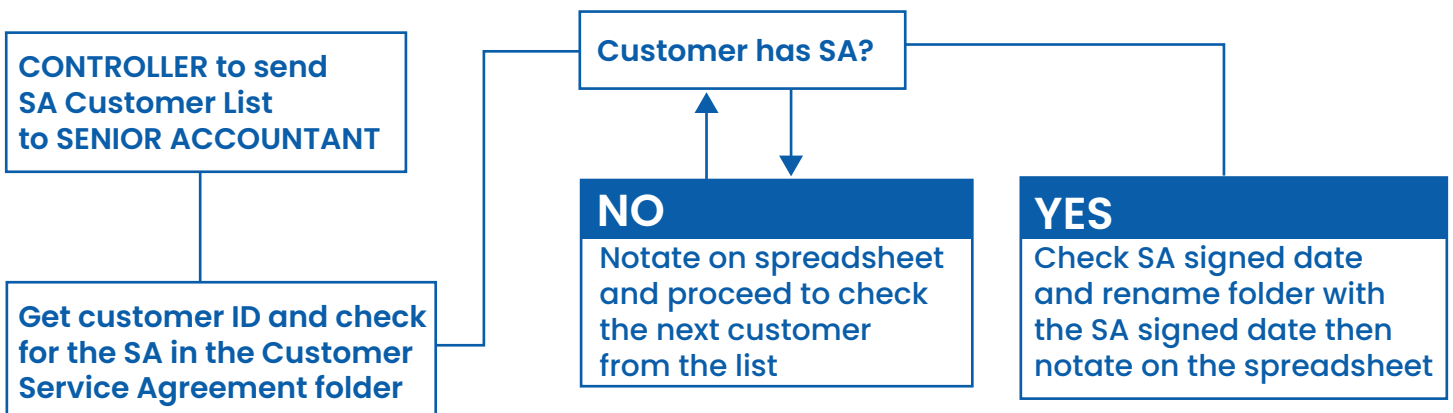 CONTROLLER to send
SA Customer List
to SENIOR ACCOUNTANT
Get customer ID and check
for the SA in the Customer
Service Agreement folder
Customer has SA?
NO
Notate on spreadsheet
and proceed to check
the next customer
from the list
YES
Check SA signed date
and rename folder with
the SA signed date then
notate on the spreadsheet